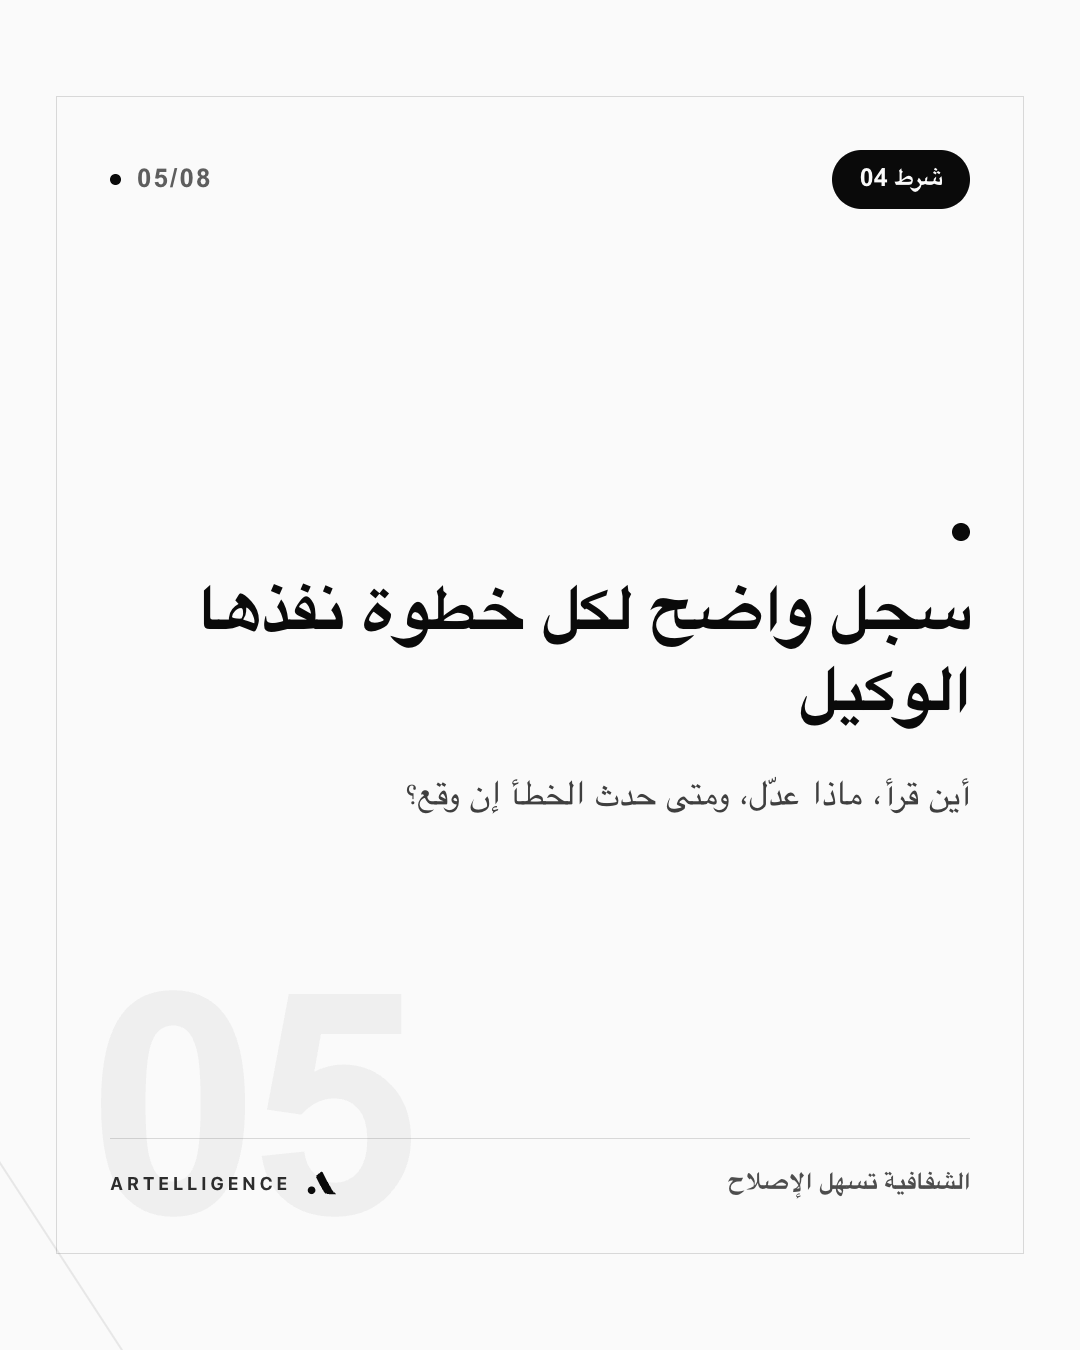 شرط 04
05/08
سجل واضح لكل خطوة نفذها
الوكيل
أين قرأ، ماذا عدّل، ومتى حدث الخطأ إن وقع؟
05
الشفافية تسهل الإصلاح
ARTELLIGENCE